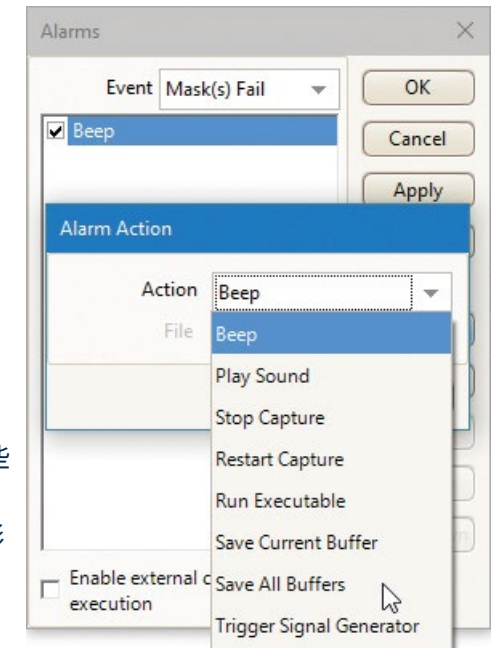 Alarms
Event Mask(s) Fail
OK
Beep
Cancel
Apply
Alarm Action
Action Beep
File
Beep
Play Sound
Stop Capture
Restart Capture
Run Executable
Save Current Buffer
Save All Buffers
Trigger Signal Generator
Enable external
execution